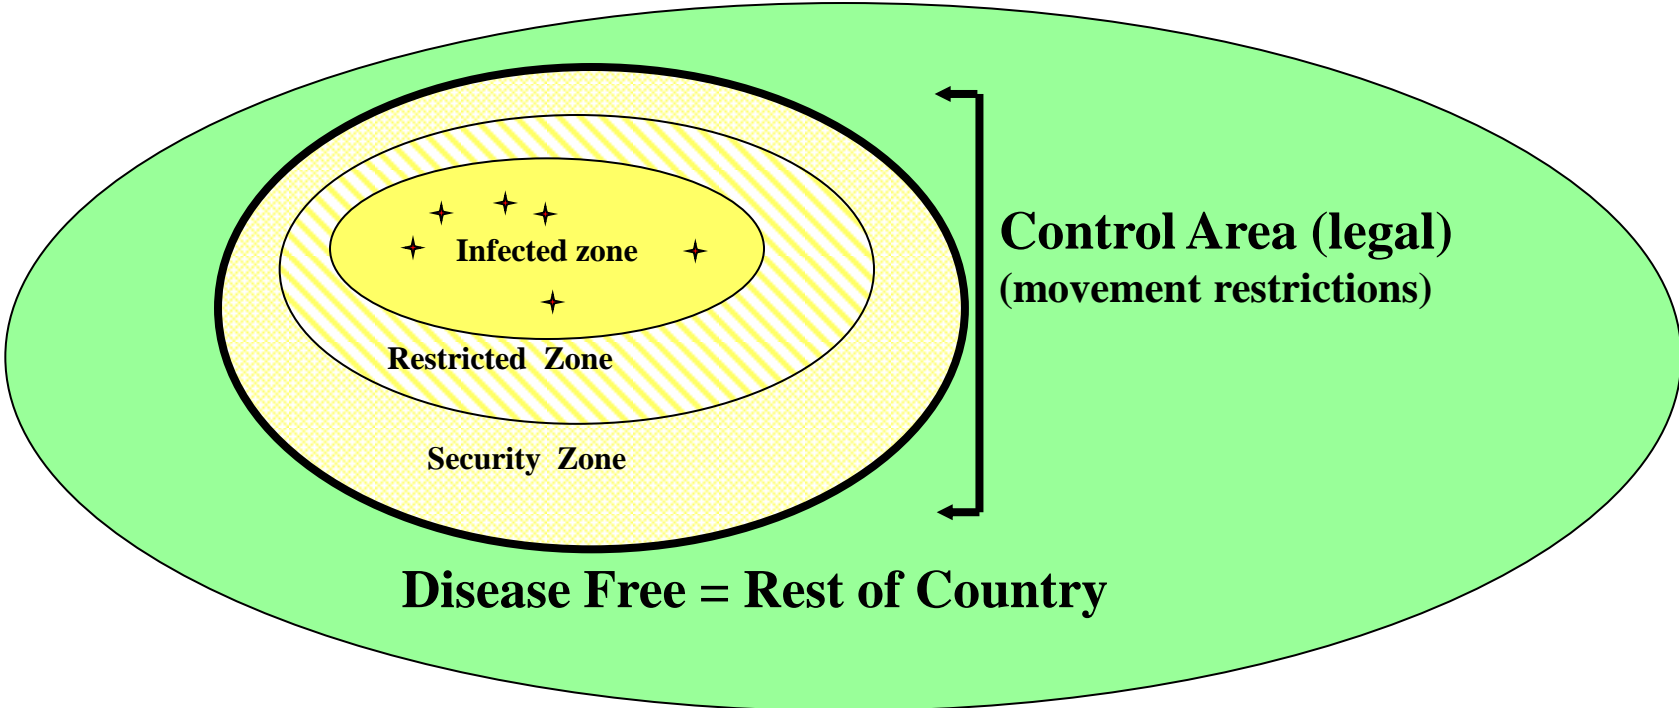 Control Area (legal)
(movement restrictions)
Infected zone
Restricted Zone
Security Zone
Disease Free = Rest of Country